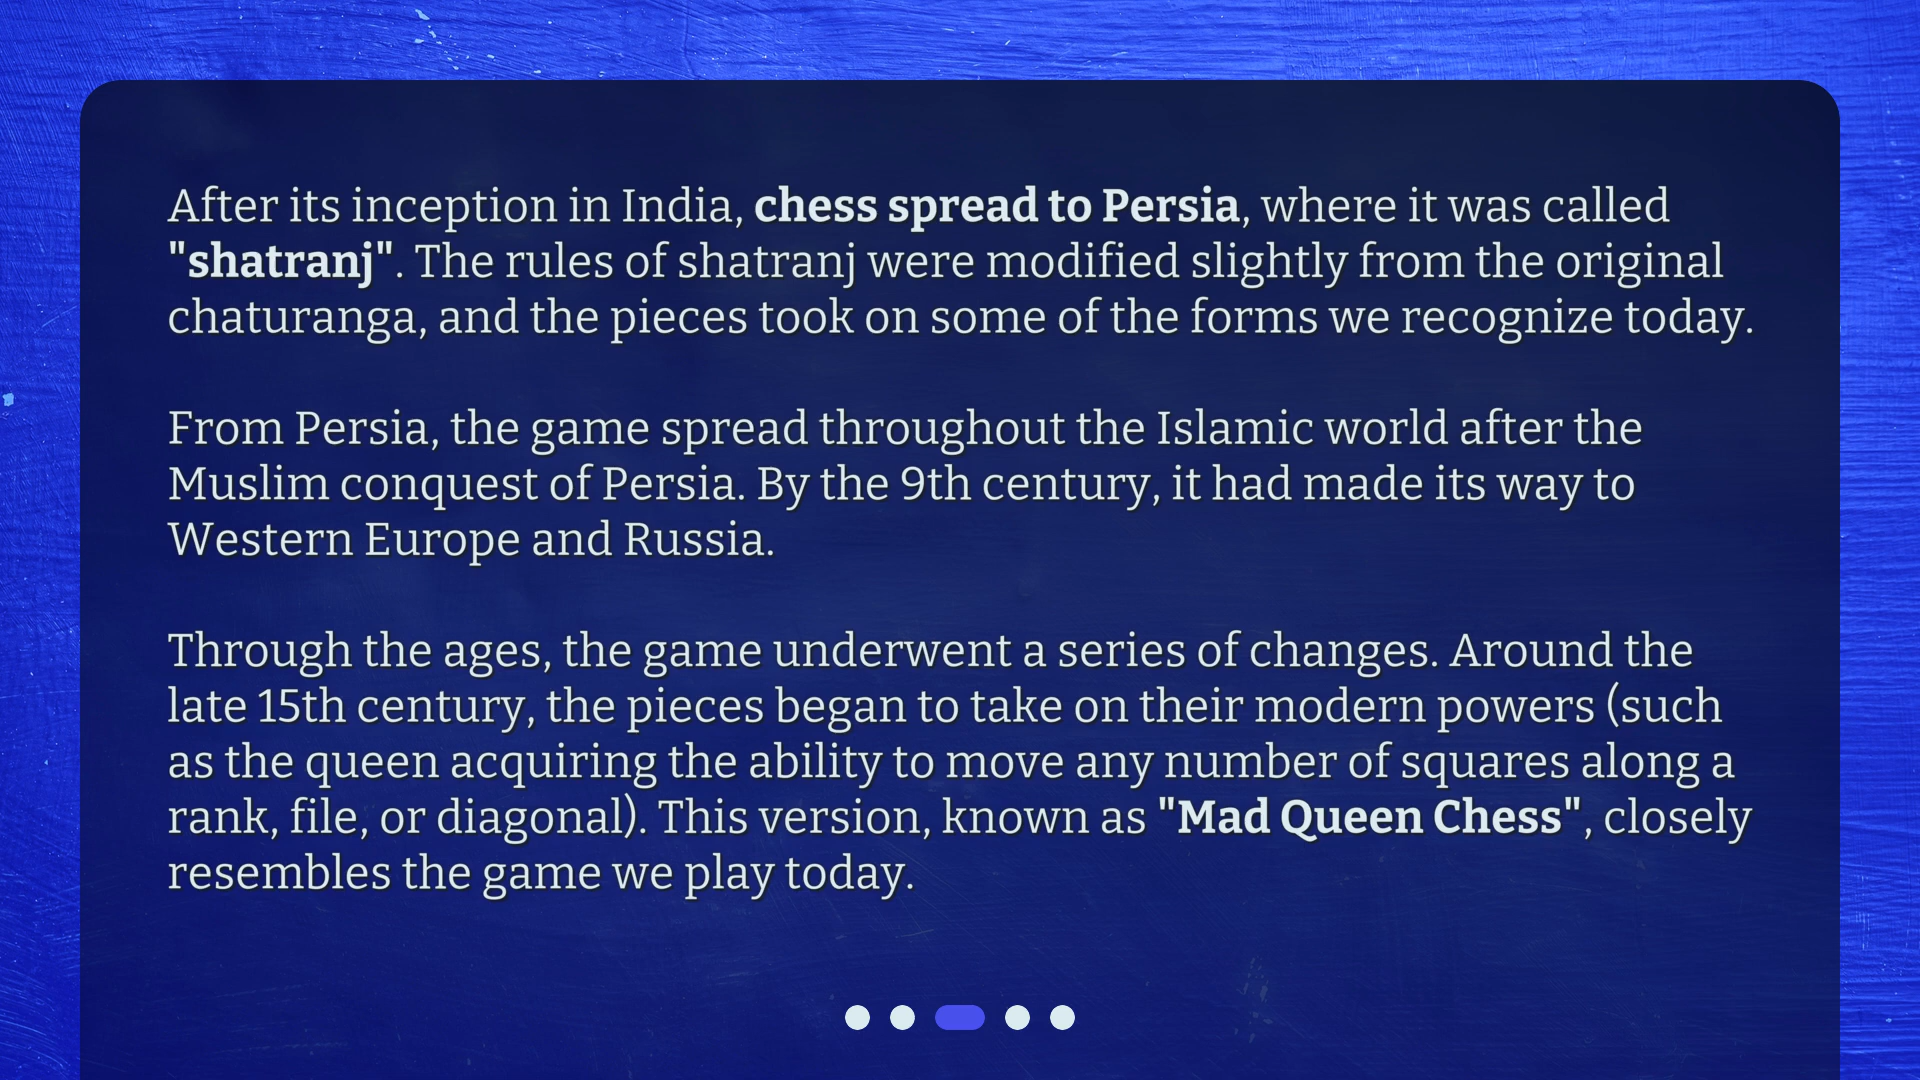 After its inception in India, chess spread to Persia, where it was called
"shatranj". The rules of shatranj were modified slightly from the original
chaturanga, and the pieces took on some of the forms we recognize today.
From Persia, the game spread throughout the Islamic world after the
Muslim conquest of Persia. By the 9th century, it had made its way to
Western Europe and Russia.
Through the ages, the game underwent a series of changes. Around the
late 15th century, the pieces began to take on their modern powers (such
as the queen acquiring the ability to move any number of squares along a
rank, file, or diagonal). This version, known as "Mad Queen Chess", closely
resembles the game we play today.